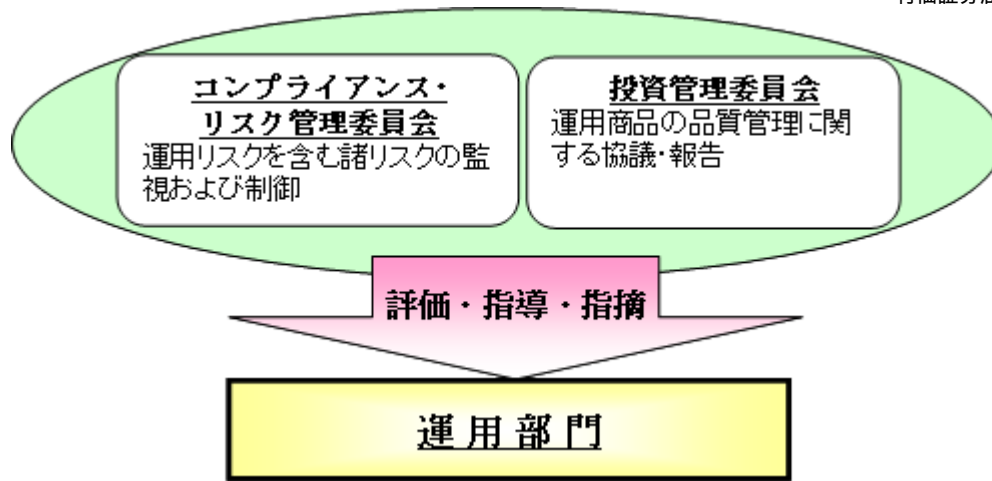 コンプライアンス・
リスク管理委員会
運用リスクを含む諸リスクの監
視および制御
投資管理委員会
運用商品の品質管理に関
する協議・報告
評価・指導・指摘
運用部門